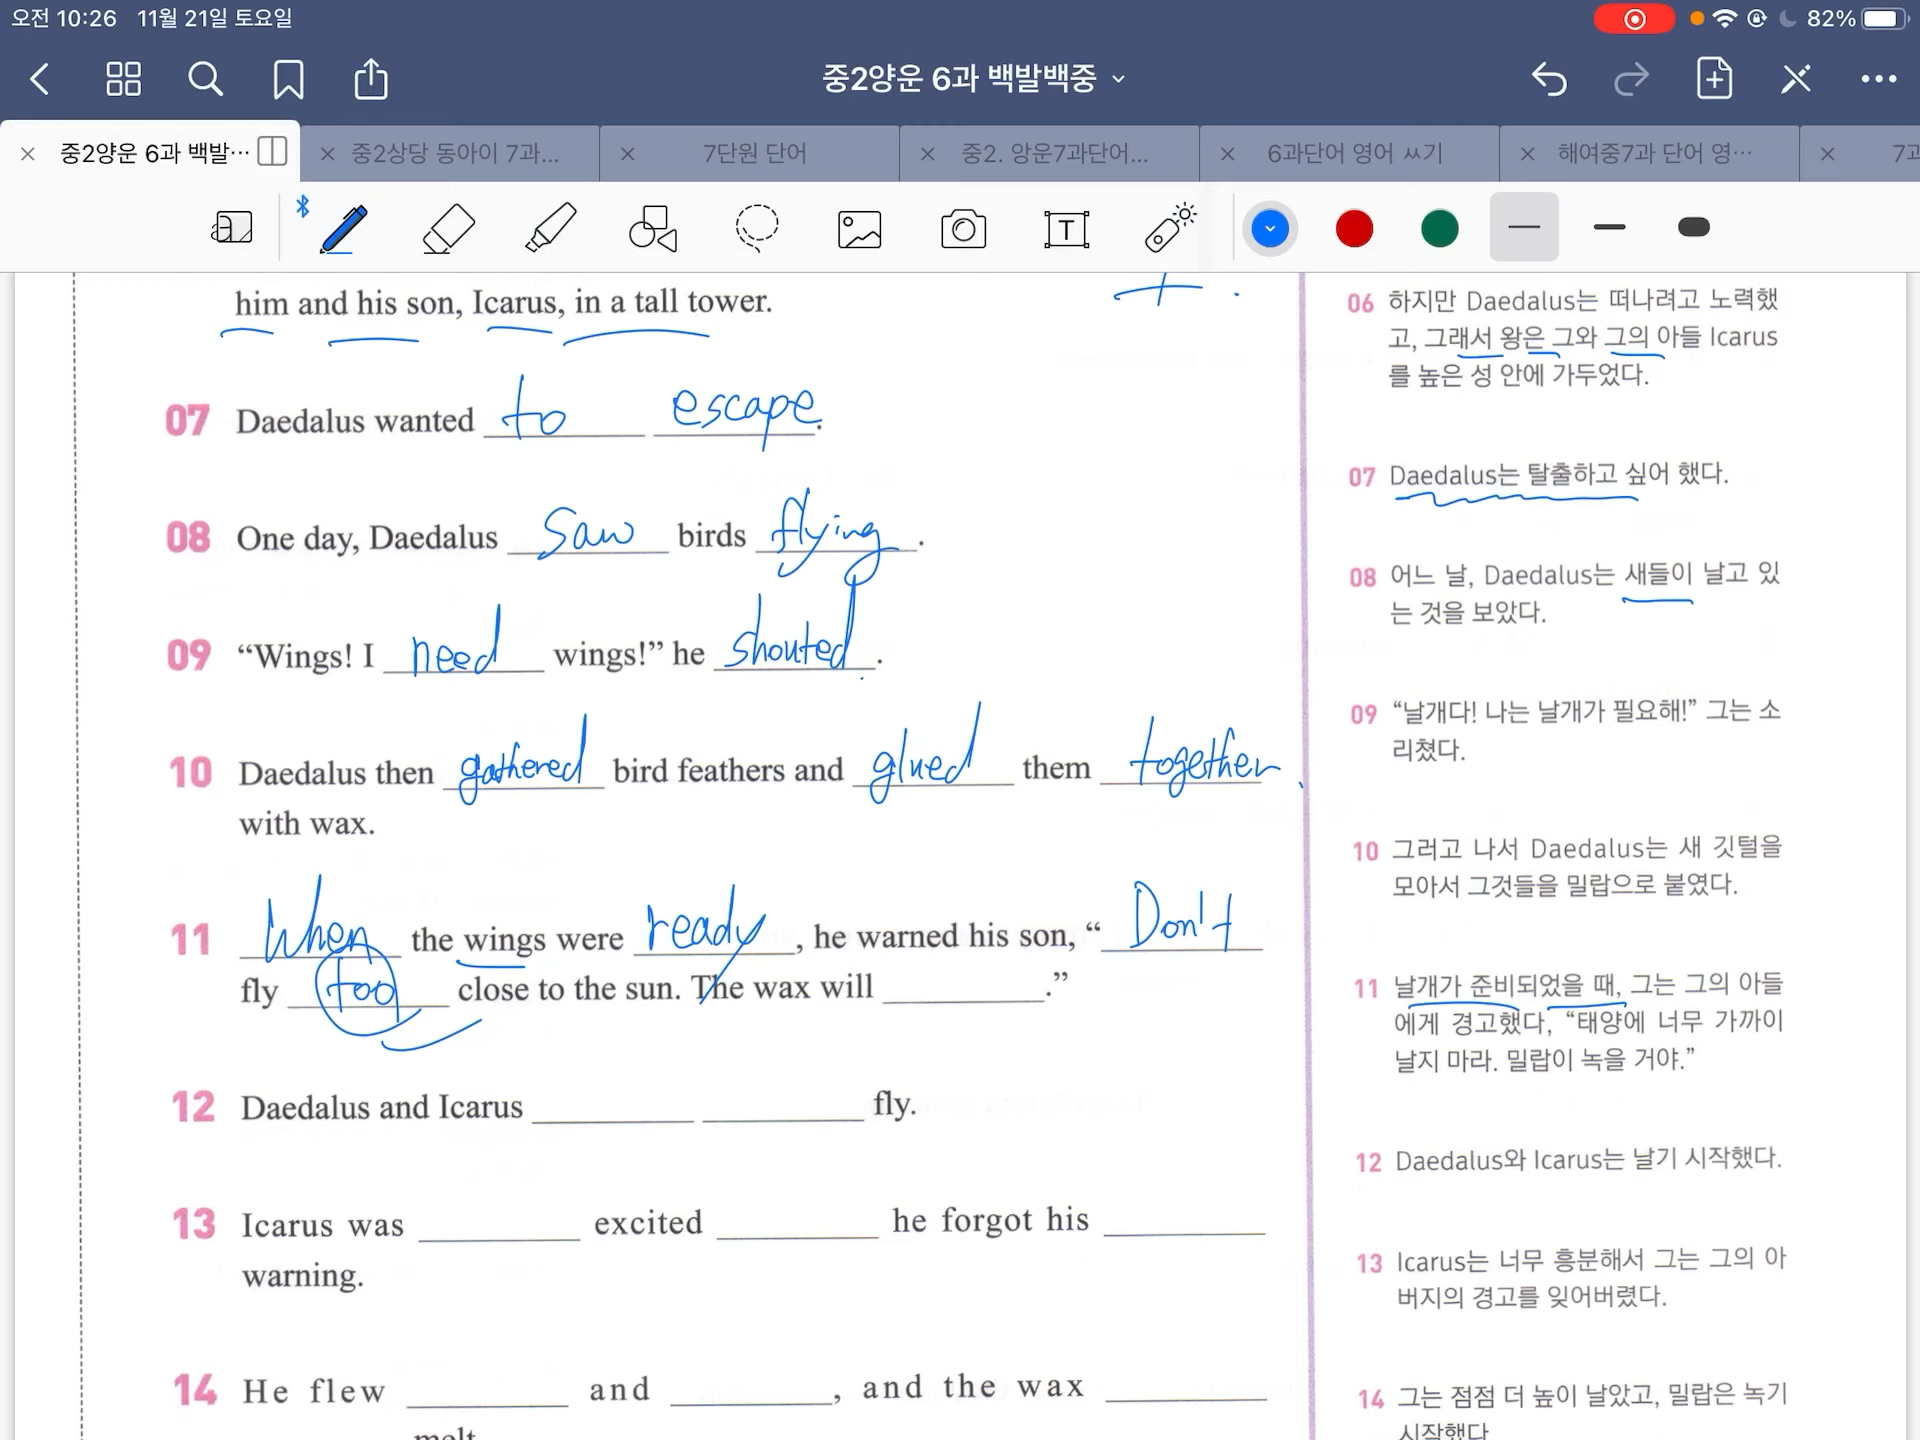 오전 10:26 11월 21일 토요일
82%
중2양운 6과 백발백중
중2양운 6과 백발…
중2상당 동아이 7과...
7단원 단어
중2. 앙운7과단어...
6과단어 영어 ㅆ기
해여중7과 단어 영…
him and his son, Icarus, in a tall tower.
07 Daedalus wanted to escape.
08 One day, Daedalus saw birds flying.
09 “Wings! I need wings!” he shouted.
10 Daedalus then gathered bird feathers and glued them together
with wax.
11 When the wings were ready, he warned his son, “Don't
fly too close to the sun. The wax will ________.”
12 Daedalus and Icarus ________ ________ fly.
13 Icarus was ________ excited ________ he forgot his ________
warning.
14 He flew ________ and ________, and the wax ________
melt
06 하지만 Daedalus는 떠나려고 노력했
고, 그래서 왕은 그와 그의 아들 Icarus
를 높은 성 안에 가두었다.
07 Daedalus는 탈출하고 싶어 했다.
08 어느 날, Daedalus는 새들이 날고 있
는 것을 보았다.
09 “날개다! 나는 날개가 필요해!” 그는 소
리쳤다.
10 그러고 나서 Daedalus는 새 깃털을
모아서 그것들을 밀랍으로 붙였다.
11 날개가 준비되었을 때, 그는 그의 아들
에게 경고했다, “태양에 너무 가까이
날지 마라. 밀랍이 녹을 거야.”
12 Daedalus와 Icarus는 날기 시작했다.
13 Icarus는 너무 흥분해서 그는 그의 아
버지의 경고를 잊어버렸다.
14 그는 점점 더 높이 날았고, 밀랍은 녹기
시작했다